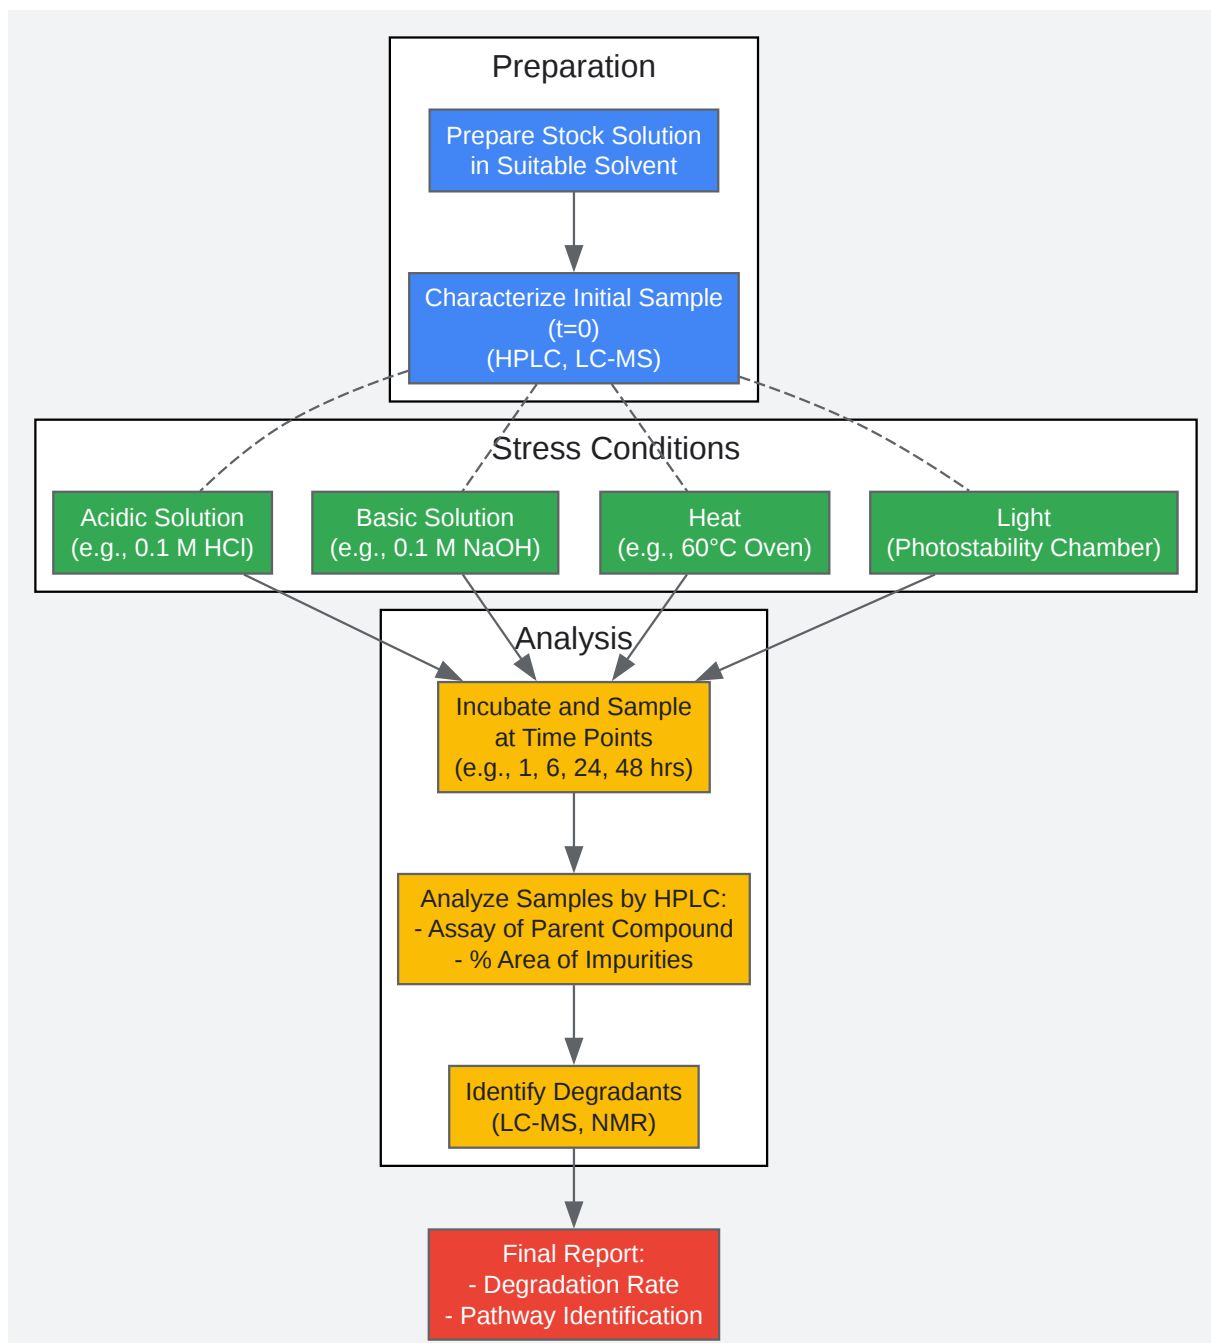 Preparation
Prepare Stock Solution
in Suitable Solvent
Characterize Initial Sample
(t=0)
(HPLC, LC-MS)
Stress Conditions
Acidic Solution
(e.g., 0.1 M HCl)
Basic Solution
(e.g., 0.1 M NaOH)
Heat
(e.g., 60°C Oven)
Light
(Photostability Chamber)
Analysis
Incubate and Sample
at Time Points
(e.g., 1, 6, 24, 48 hrs)
Analyze Samples by HPLC:
- Assay of Parent Compound
- % Area of Impurities
Identify Degradants
(LC-MS, NMR)
Final Report:
- Degradation Rate
- Pathway Identification